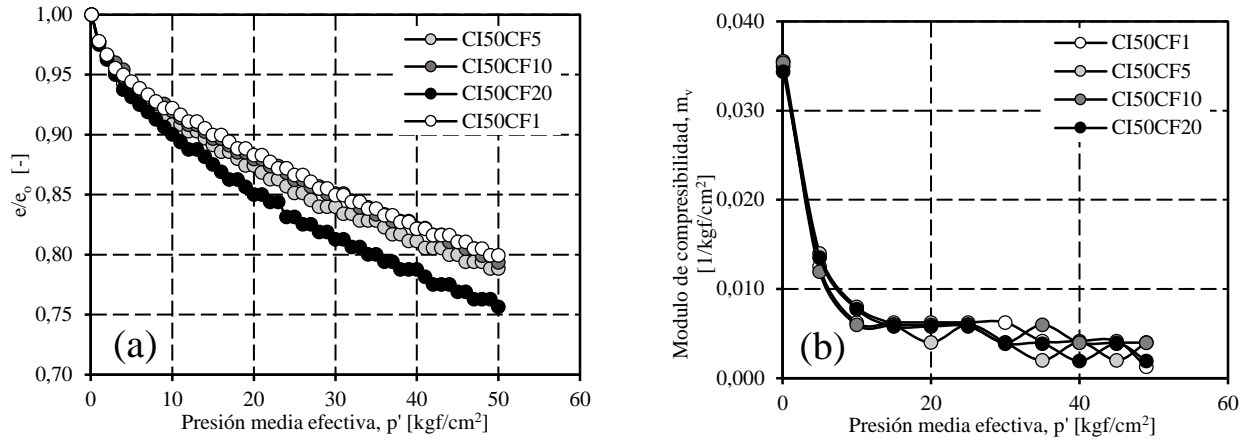 1,00
0,95
0,90
0,85
0,80
0,75
0,70
e/e₀ [-]
CI50CF5
CI50CF10
CI50CF20
CI50CF1
(a)
0 10 20 30 40 50 60
Presión media efectiva, p' [kgf/cm²]
0,040
0,030
0,020
0,010
0,000
Modulo de compresibilidad, mᵥ
[1/kgf/cm²]
CI50CF1
CI50CF5
CI50CF10
CI50CF20
(b)
0 20 40 60
Presión media efectiva, p' [kgf/cm²]